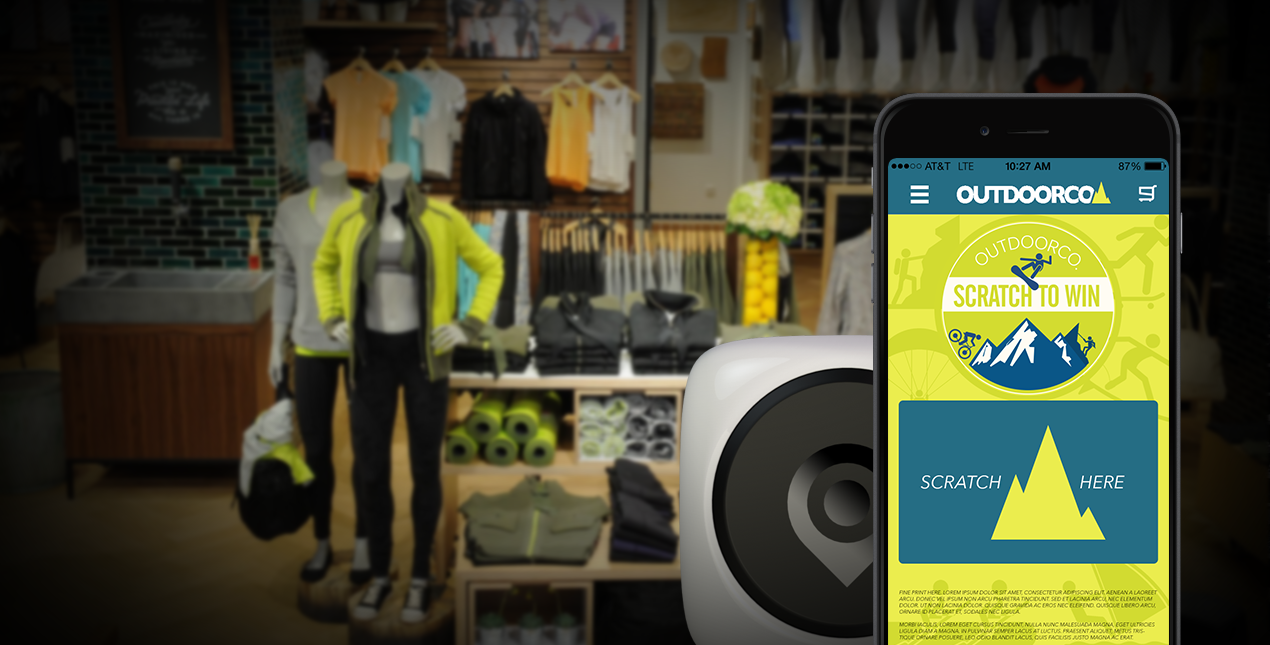 AT&T LTE 10:27 AM 87%
OUTDOORCO
OUTDOORCO.
SCRATCH TO WIN
SCRATCH HERE
FINE PRINT HERE. LOREM IPSUM DOLOR SIT AMET, CONSECTETUR ADIPISCING ELIT. AENEAN A LAOREET
ARCU. DONEC VEL IPSUM NON ARCU PHARETRA TINCIDUNT. SED ET LACINIA ARCU, NEC ELEMENTUM
DOLOR. UT NON LACINIA DOLOR. QUISQUE GRAVIDA AC EROS NEC ELEIFEND. QUISQUE LIBERO ARCU,
ORNARE ID PLACERAT ET, SODALES NEC LIGULA.
MORBI IACULIS, LOREM EGET CURSUS TINCIDUNT, NULLA NUNC MALESUADA MAGNA, EGET ULTRICIES
LIGULA DIAM A MAGNA. IN PULVINAR SEMPER LACUS AT LUCTUS. PRAESENT ALIQUET, METUS TRIS-
TIQUE ORNARE POSUERE, LEO ODIO BLANDIT LACUS, QUIS FACILISIS JUSTO MAGNA AC ERAT.